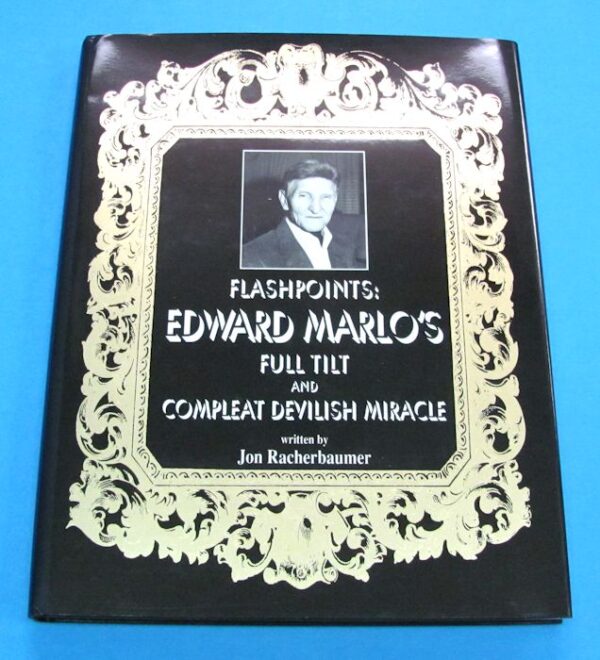 FLASHPOINTS:
EDWARD MARLO'S
FULL TILT
AND
COMPLEAT DEVILISH MIRACLE
written by
Jon Racherbaumer